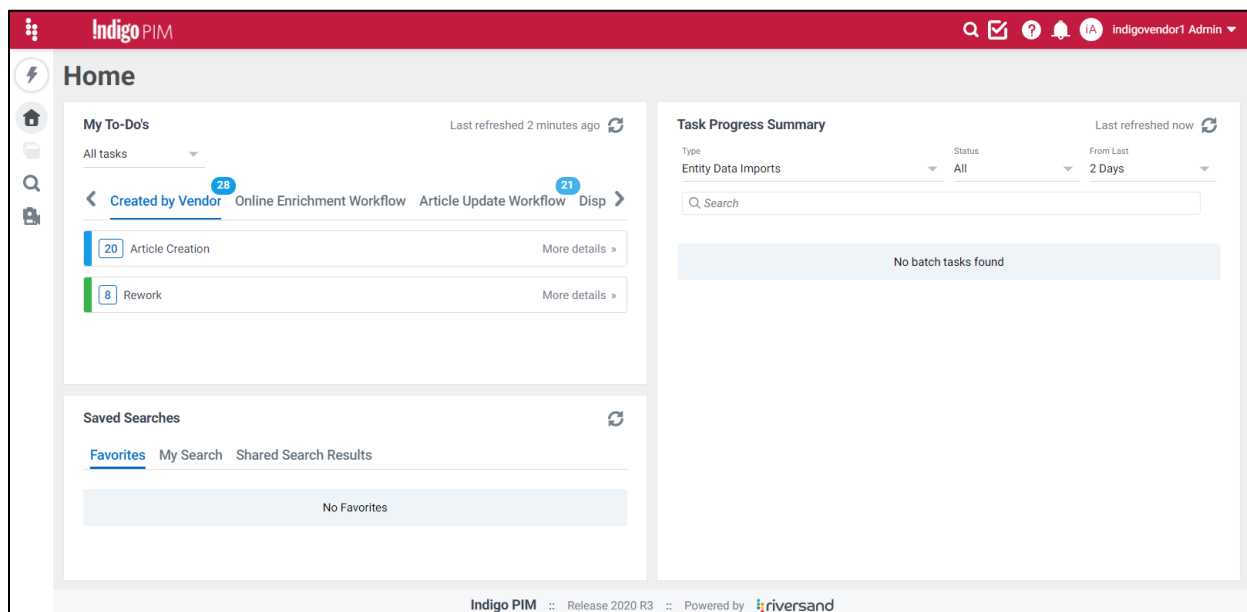 Indigo PIM
iA indigovendor1 Admin
Home
My To-Do's
Last refreshed 2 minutes ago
All tasks
Created by Vendor 28
Online Enrichment Workflow
Article Update Workflow 21
Disp
20 Article Creation More details »
8 Rework More details »
Saved Searches
Favorites My Search Shared Search Results
No Favorites
Task Progress Summary
Last refreshed now
Type Status From Last
Entity Data Imports All 2 Days
Search
No batch tasks found
Indigo PIM :: Release 2020 R3 :: Powered by riversand